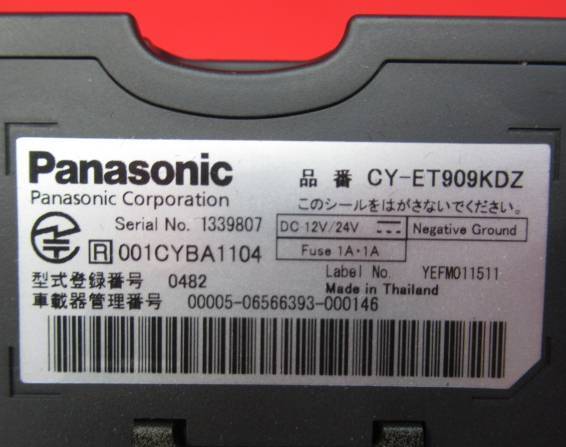 Panasonic
品 番 CY-ET909KDZ
Panasonic Corporation
このシールをはがさないでください。
Serial No. 1339807
DC 12V/24V
Negative Ground
R 001CYBA1104
Fuse 1A・1A
Label No. YEFM011511
型式登録番号 0482
Made in Thailand
車載器管理番号 00005-06566393-000146